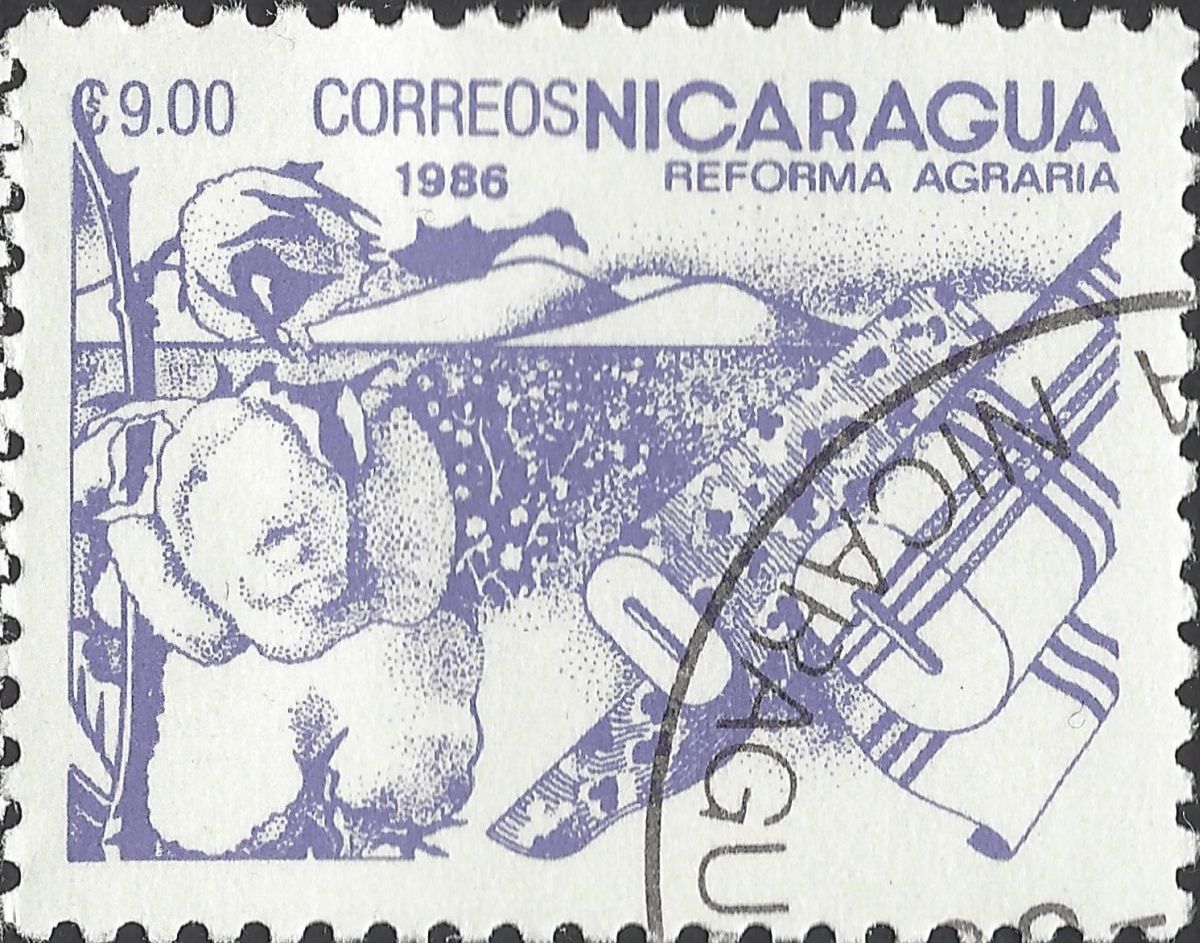 ₡9.00 CORREOS NICARAGUA
1986 REFORMA AGRARIA
NICARAGU